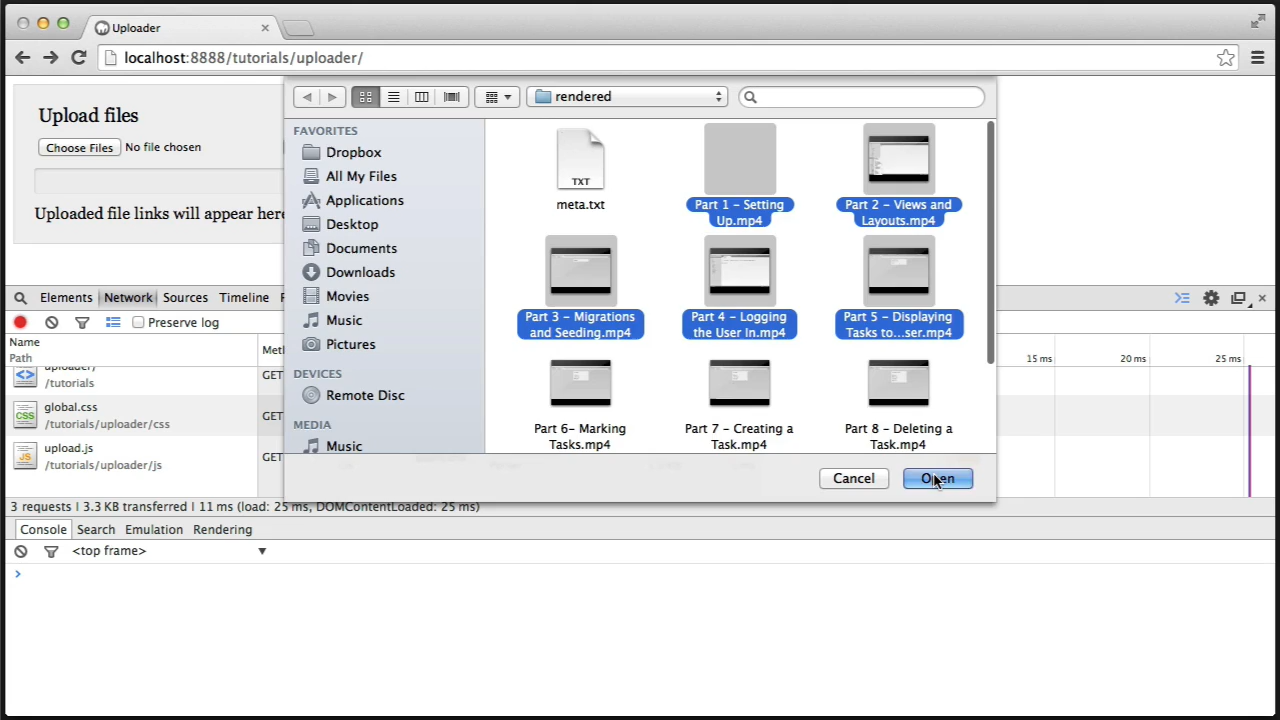 Uploader
localhost:8888/tutorials/uploader/
Upload files
Choose Files No file chosen
Uploaded file links will appear here
rendered
FAVORITES
Dropbox
All My Files
Applications
Desktop
Documents
Downloads
Movies
Music
Pictures
DEVICES
Remote Disc
MEDIA
Music
TXT
meta.txt
Part 1 – Setting
Up.mp4
Part 2 – Views and
Layouts.mp4
Part 3 – Migrations
and Seeding.mp4
Part 4 – Logging
the User In.mp4
Part 5 – Displaying
Tasks to...ser.mp4
Part 6– Marking
Tasks.mp4
Part 7 – Creating a
Task.mp4
Part 8 – Deleting a
Task.mp4
Cancel Open
Elements Network Sources Timeline
Preserve log
Name
Path
15 ms 20 ms 25 ms
uploader/
/tutorials
GET
CSS
global.css
/tutorials/uploader/css
GET
JS
upload.js
/tutorials/uploader/js
GET
3 requests | 3.3 KB transferred | 11 ms (load: 25 ms, DOMContentLoaded: 25 ms)
Console Search Emulation Rendering
<top frame>